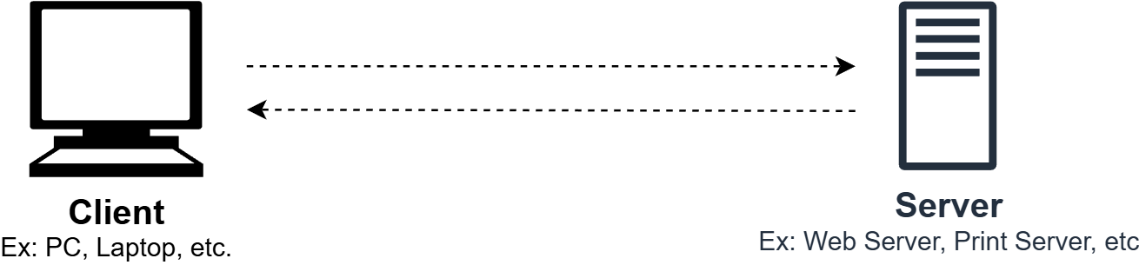 Client
Ex: PC, Laptop, etc.
Server
Ex: Web Server, Print Server, etc